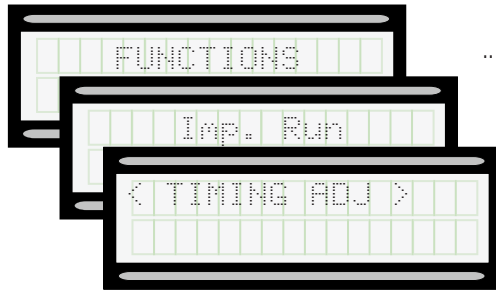 FUNCTIONS
..
Imp. Run
< TIMING ADJ >